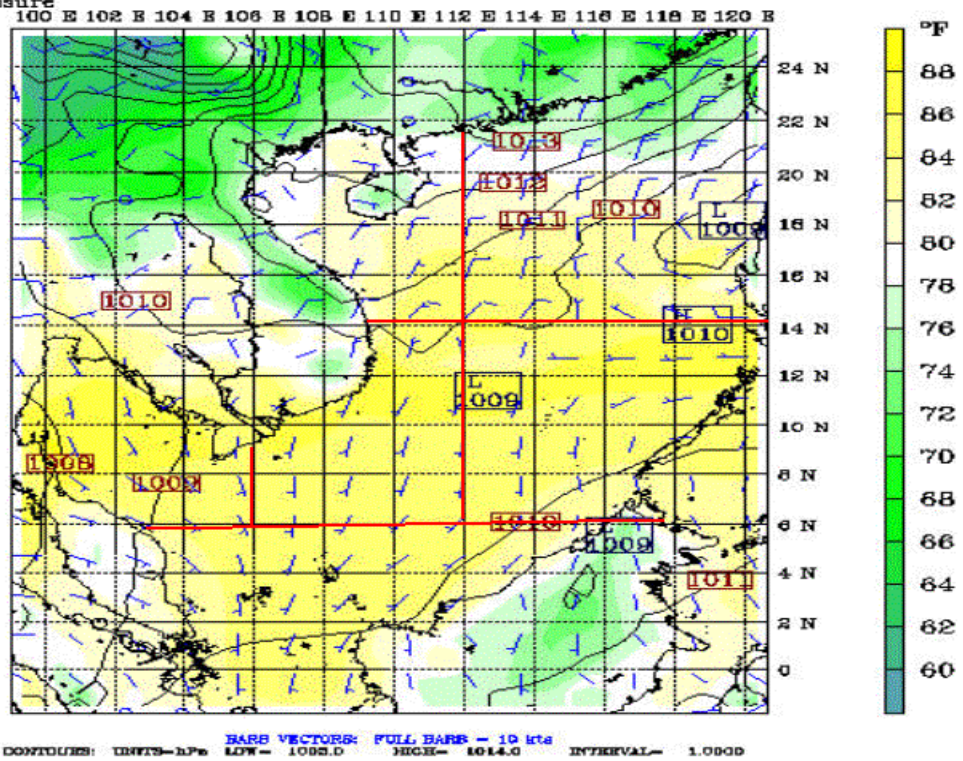 100 E 102 E 104 E 106 E 108 E 110 E 112 E 114 E 116 E 118 E 120 E
°F
24 N
88
22 N
86
1013
84
20 N
1012
82
1010
18 N
1011
L
1009
80
16 N
78
1010
14 N
H
1010
76
12 N
74
L
1009
72
10 N
70
1008
1009
8 N
68
1010
6 N
66
L
1009
4 N
1011
64
2 N
62
0
60
BARB VECTORS: FULL BARB = 10 kts
CONTOURS: UNITS=hPa LOW= HIGH= 1014.0 INTERVAL= 1.0000